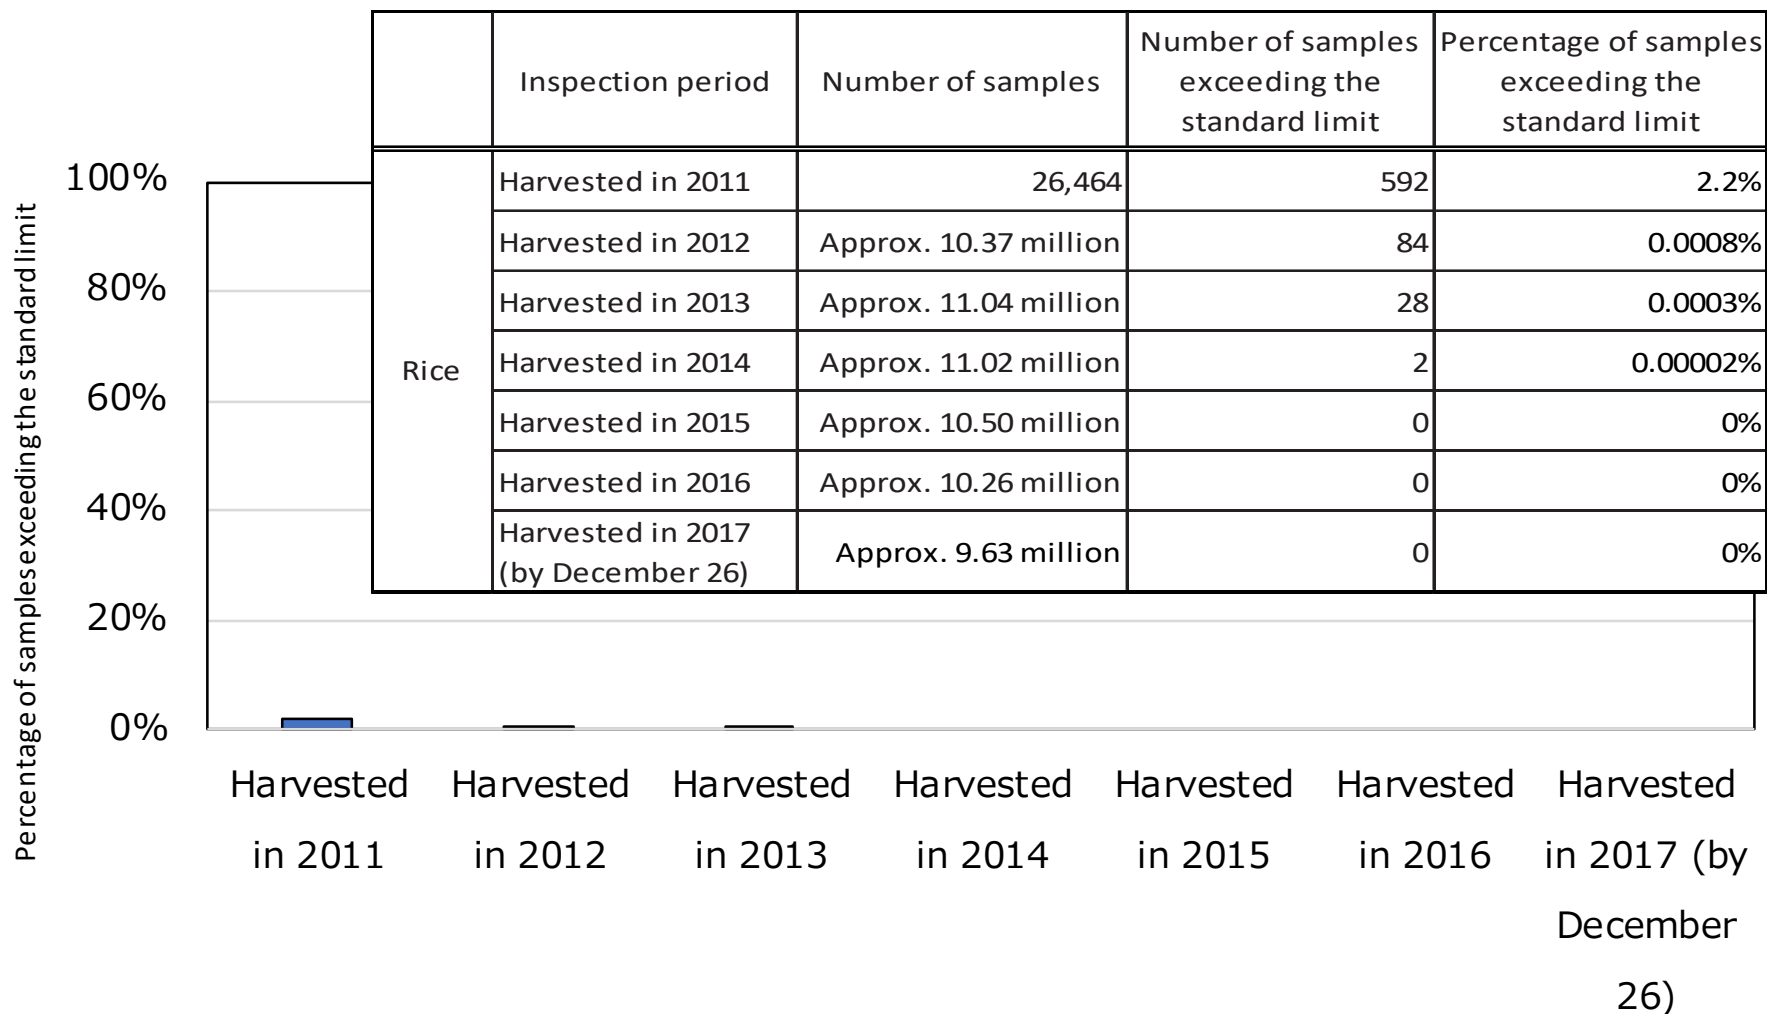 Inspection period
Number of samples
Number of samples
exceeding the
standard limit
Percentage of samples
exceeding the
standard limit
Rice
Harvested in 2011 26,464 592 2.2%
Harvested in 2012 Approx. 10.37 million 84 0.0008%
Harvested in 2013 Approx. 11.04 million 28 0.0003%
Harvested in 2014 Approx. 11.02 million 2 0.00002%
Harvested in 2015 Approx. 10.50 million 0 0%
Harvested in 2016 Approx. 10.26 million 0 0%
Harvested in 2017
(by December 26)
Approx. 9.63 million 0 0%
Percentage of samples exceeding the standard limit
100%
80%
60%
40%
20%
0%
Harvested
in 2011
Harvested
in 2012
Harvested
in 2013
Harvested
in 2014
Harvested
in 2015
Harvested
in 2016
Harvested
in 2017 (by
December
26)